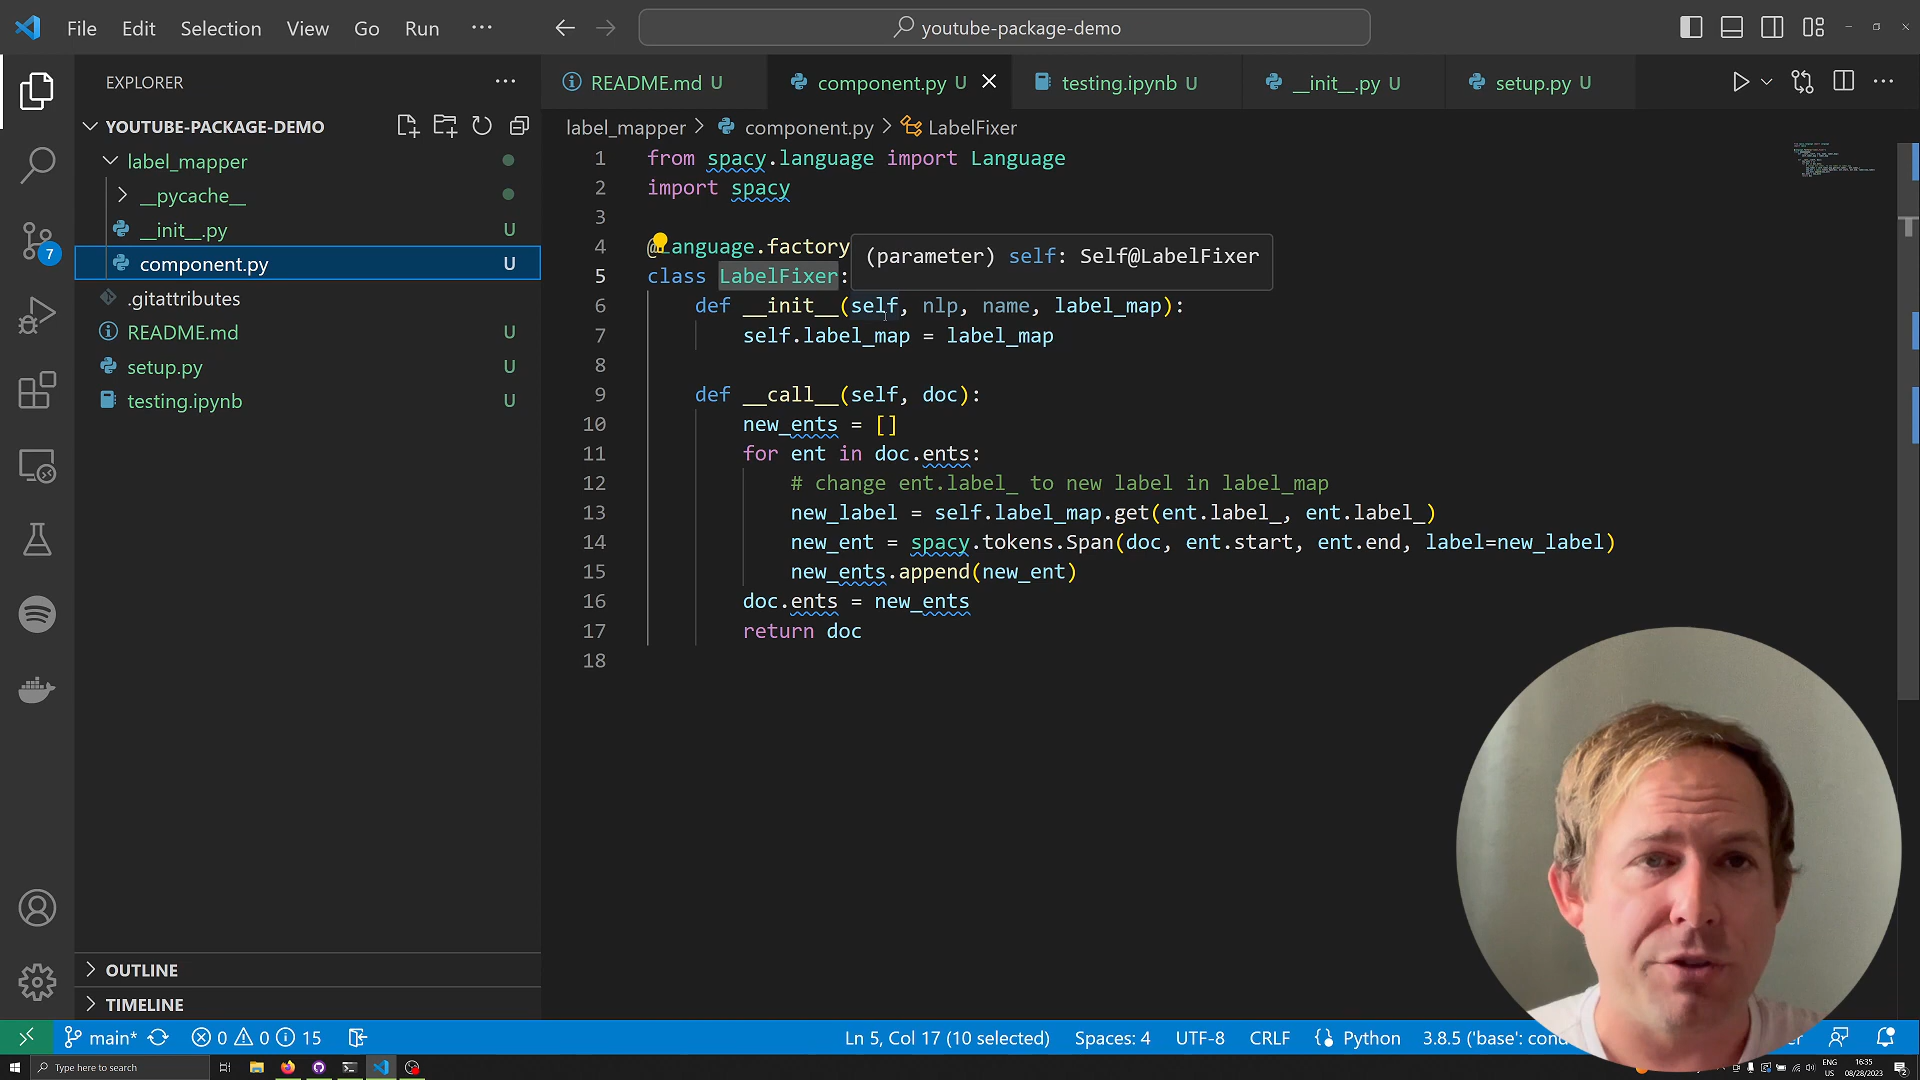 File Edit Selection View Go Run ···
youtube-package-demo
EXPLORER ···
README.md U
component.py U
testing.ipynb U
__init__.py U
setup.py U
···
YOUTUBE-PACKAGE-DEMO
label_mapper
__pycache__
__init__.py U
component.py U
.gitattributes
README.md U
setup.py U
testing.ipynb U
7
OUTLINE
TIMELINE
label_mapper > component.py > LabelFixer
1 from spacy.language import Language
2 import spacy
3
4 @Language.factory
(parameter) self: Self@LabelFixer
5 class LabelFixer:
6 def __init__(self, nlp, name, label_map):
7 self.label_map = label_map
8
9 def __call__(self, doc):
10 new_ents = []
11 for ent in doc.ents:
12 # change ent.label_ to new label in label_map
13 new_label = self.label_map.get(ent.label_, ent.label_)
14 new_ent = spacy.tokens.Span(doc, ent.start, ent.end, label=new_label)
15 new_ents.append(new_ent)
16 doc.ents = new_ents
17 return doc
18
main* 0 0 15
Ln 5, Col 17 (10 selected) Spaces: 4 UTF-8 CRLF Python 3.8.5 ('base': cond
Type here to search
ENG
US
16:35
08/28/2023